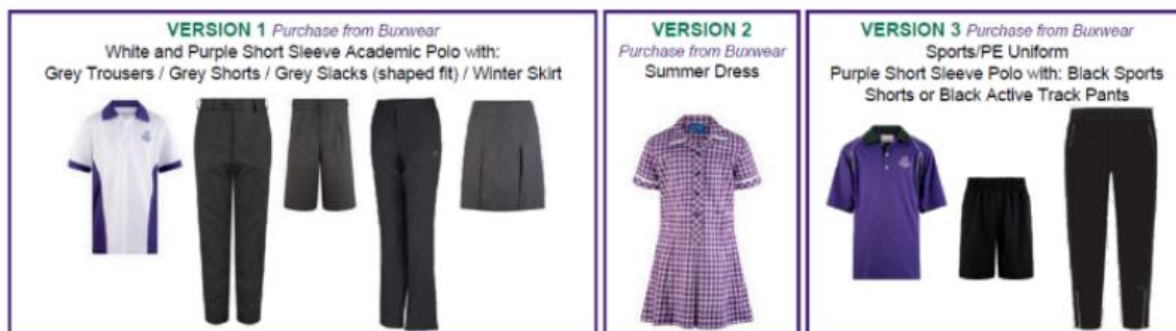 VERSION 1 Purchase from Buxwear
White and Purple Short Sleeve Academic Polo with:
Grey Trousers / Grey Shorts / Grey Slacks (shaped fit) / Winter Skirt
VERSION 2
Purchase from Buxwear
Summer Dress
VERSION 3 Purchase from Buxwear
Sports/PE Uniform
Purple Short Sleeve Polo with: Black Sports
Shorts or Black Active Track Pants